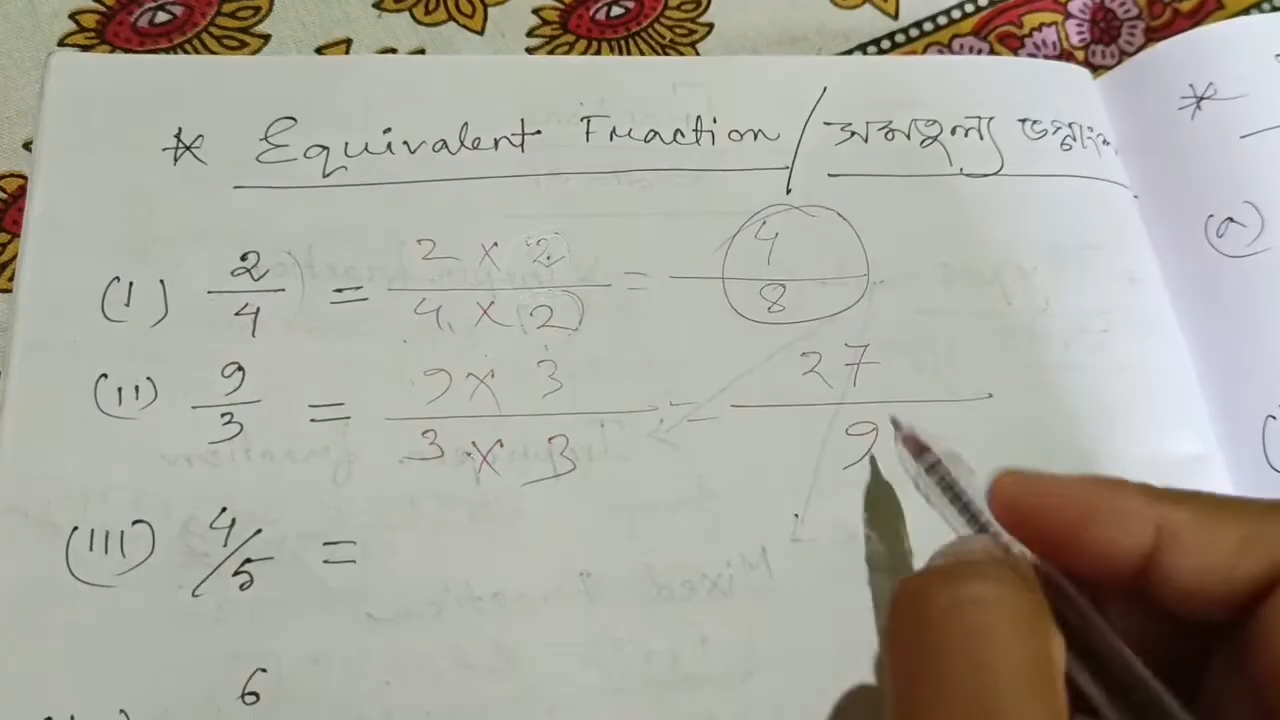 * Equivalent Fraction / সমতুল্য ভগ্নাংশ
(I) 2/4 = 2 × 2 / 4 × 2 = 4/8
(II) 9/3 = 9 × 3 / 3 × 3 = 27/9
(III) 4/5 =
6
*
(a)